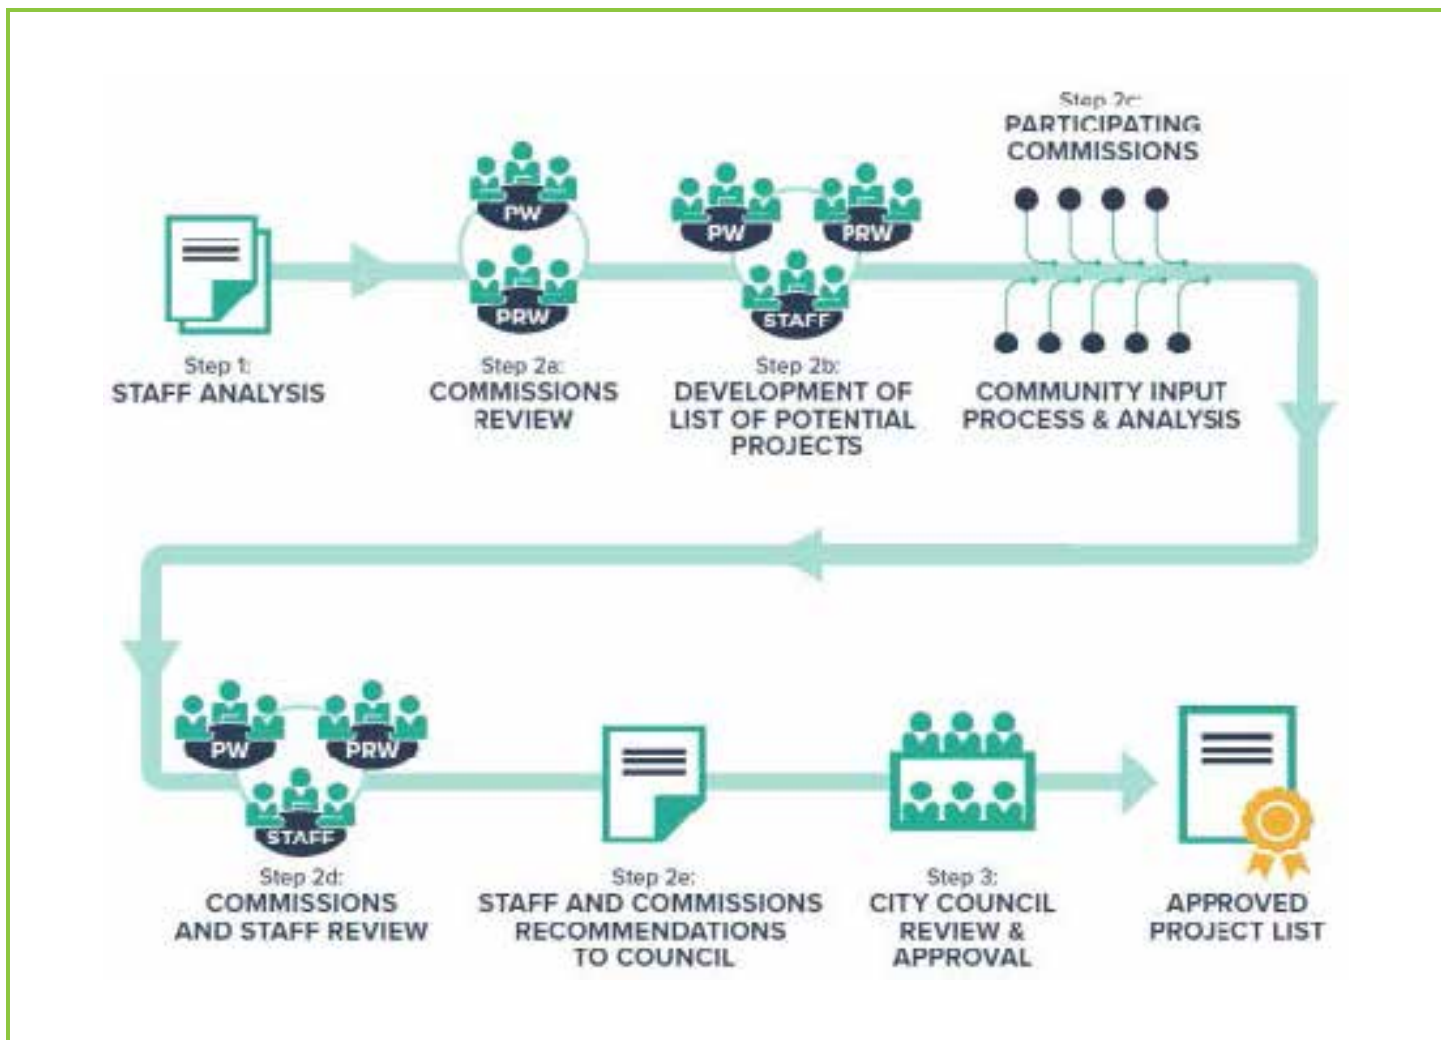 Step 2c:
PARTICIPATING
COMMISSIONS
PW
PRW
PW
PRW
STAFF
Step 1:
STAFF ANALYSIS
Step 2a:
COMMISSIONS
REVIEW
Step 2b:
DEVELOPMENT OF
LIST OF POTENTIAL
PROJECTS
COMMUNITY INPUT
PROCESS & ANALYSIS
PW
PRW
STAFF
Step 2d:
COMMISSIONS
AND STAFF REVIEW
Step 2e:
STAFF AND COMMISSIONS
RECOMMENDATIONS
TO COUNCIL
Step 3:
CITY COUNCIL
REVIEW &
APPROVAL
APPROVED
PROJECT LIST